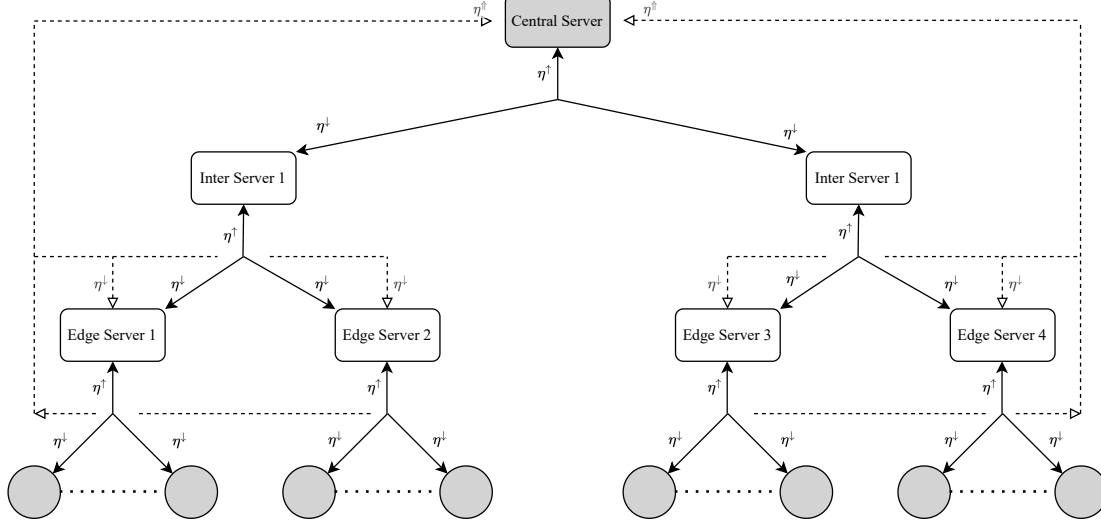 η⇑ Central Server η⇑
η↑
η↓ η↓
Inter Server 1 Inter Server 1
η↑ η↑
η↓ η↓ η↓ η↓ η↓ η↓ η↓ η↓
Edge Server 1 Edge Server 2 Edge Server 3 Edge Server 4
η↑ η↑ η↑ η↑
η↓ η↓ η↓ η↓ η↓ η↓ η↓ η↓